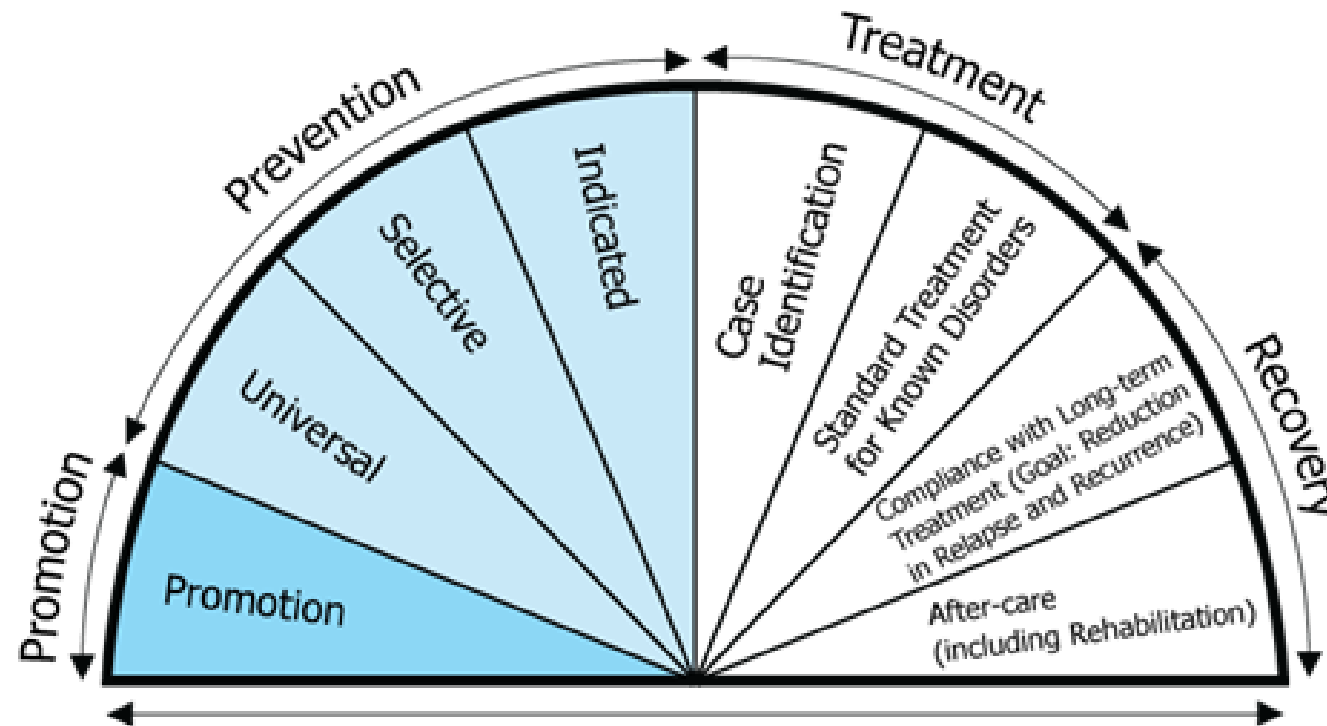 Promotion
Prevention
Treatment
Recovery
Promotion
Universal
Selective
Indicated
Case
Identification
Standard Treatment
for Known Disorders
Compliance with Long-term
Treatment (Goal: Reduction
in Relapse and Recurrence)
After-care
(including Rehabilitation)